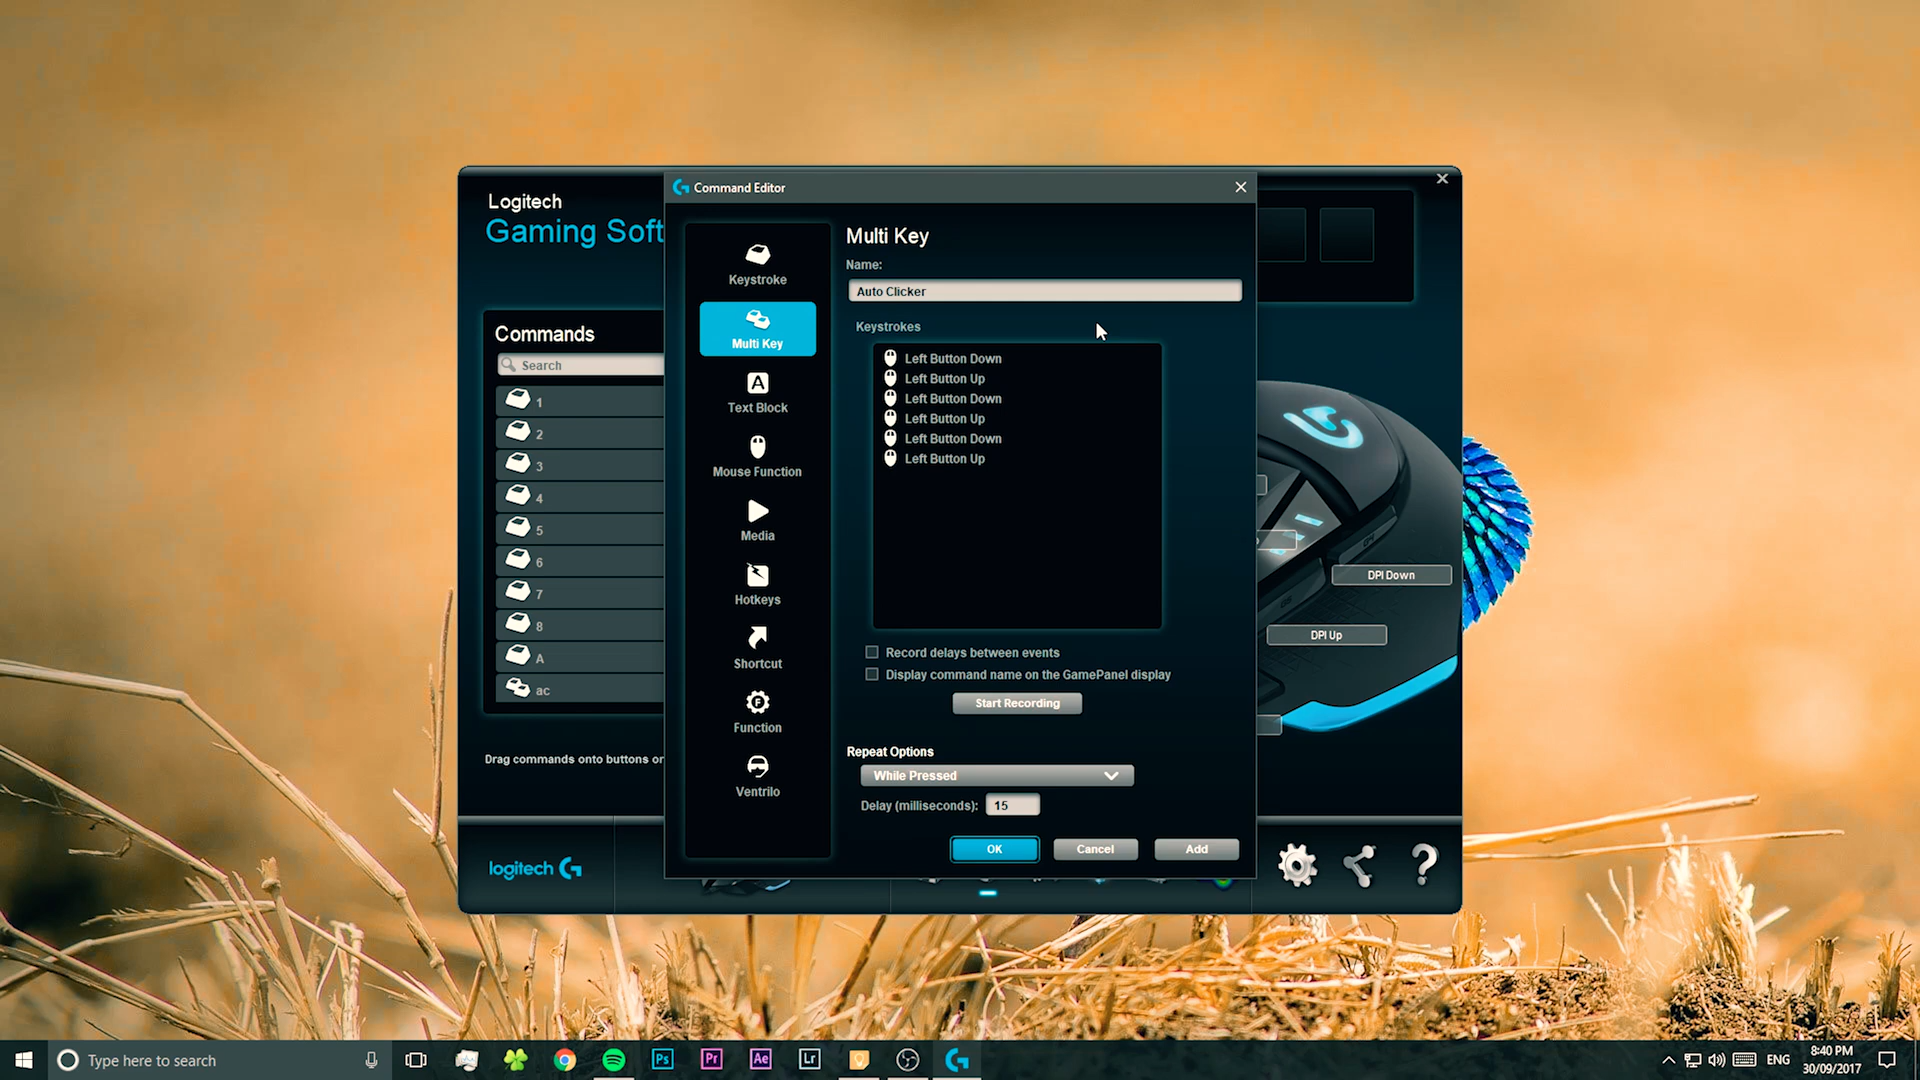 Logitech
Gaming Soft
Command Editor
Keystroke
Multi Key
Text Block
Mouse Function
Media
Hotkeys
Shortcut
Function
Ventrilo
Multi Key
Name:
Auto Clicker
Keystrokes
Left Button Down
Left Button Up
Left Button Down
Left Button Up
Left Button Down
Left Button Up
Record delays between events
Display command name on the GamePanel display
Start Recording
Repeat Options
While Pressed
Delay (milliseconds): 15
OK
Cancel
Add
Commands
Search
1
2
3
4
5
6
7
8
A
ac
Drag commands onto buttons or
DPI Down
DPI Up
logitech
Type here to search
Ps
Pr
Ae
Lr
ENG
8:40 PM
30/09/2017